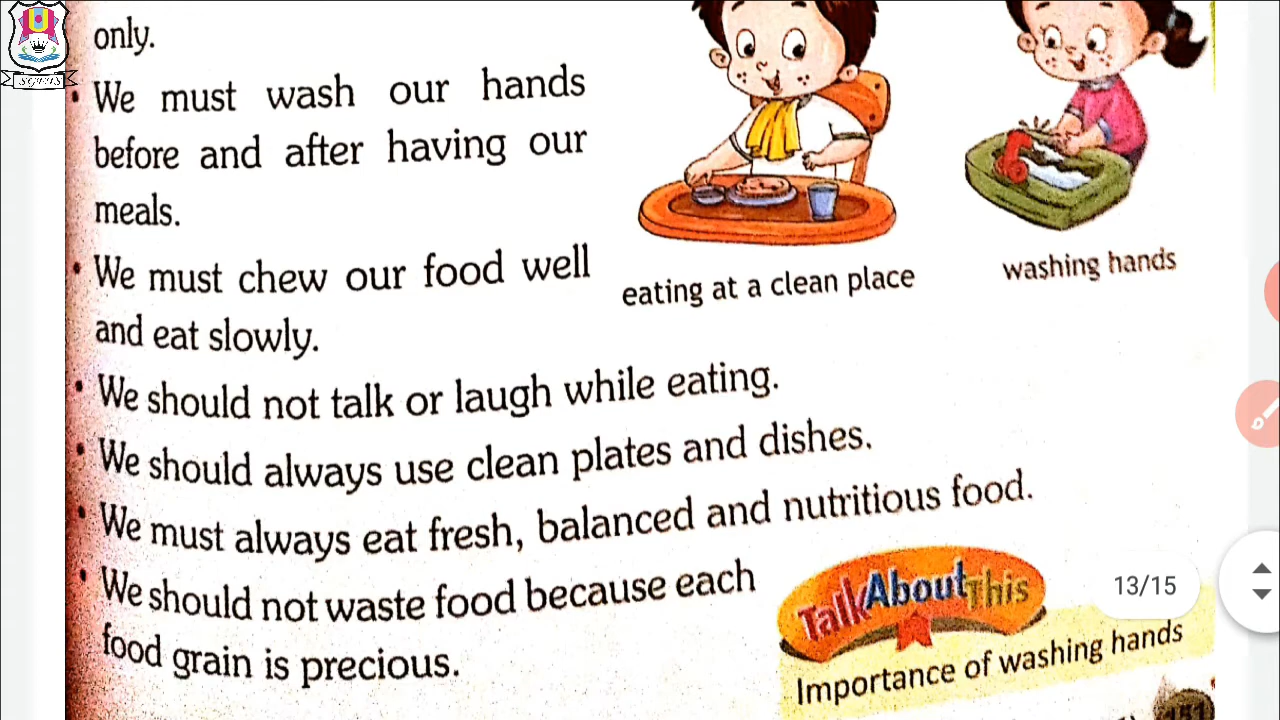 only.
• We must wash our hands
before and after having our
meals.
• We must chew our food well
and eat slowly.
• We should not talk or laugh while eating.
• We should always use clean plates and dishes.
• We must always eat fresh, balanced and nutritious food.
• We should not waste food because each
food grain is precious.
eating at a clean place
washing hands
Talk About This
Importance of washing hands
13/15